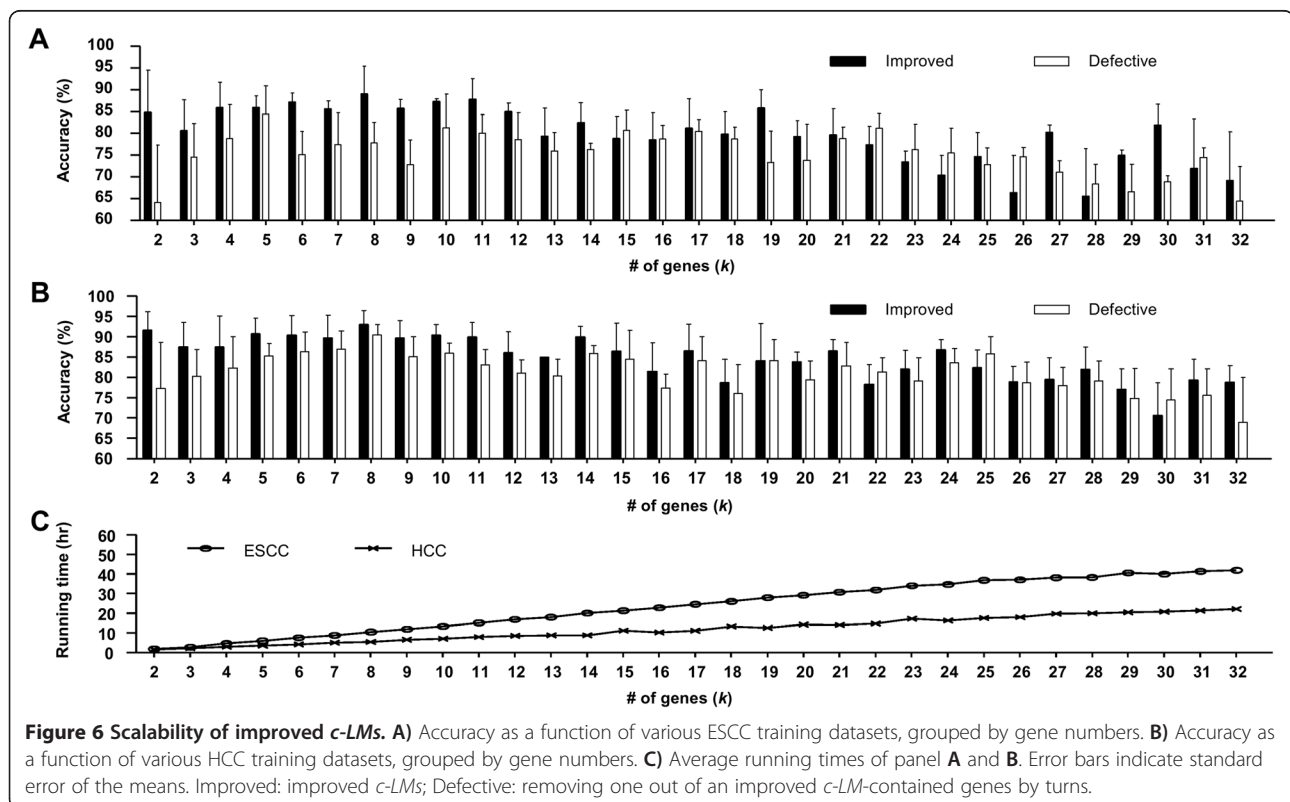 A
Accuracy (%)
100
95
90
85
80
75
70
65
60
Improved
Defective
2 3 4 5 6 7 8 9 10 11 12 13 14 15 16 17 18 19 20 21 22 23 24 25 26 27 28 29 30 31 32
# of genes (k)
B
Accuracy (%)
100
95
90
85
80
75
70
65
60
Improved
Defective
2 3 4 5 6 7 8 9 10 11 12 13 14 15 16 17 18 19 20 21 22 23 24 25 26 27 28 29 30 31 32
# of genes (k)
C
Running time (hr)
60
50
40
30
20
10
0
ESCC
HCC
2 3 4 5 6 7 8 9 10 11 12 13 14 15 16 17 18 19 20 21 22 23 24 25 26 27 28 29 30 31 32
# of genes (k)
Figure 6 Scalability of improved c-LMs. A) Accuracy as a function of various ESCC training datasets, grouped by gene numbers. B) Accuracy as
a function of various HCC training datasets, grouped by gene numbers. C) Average running times of panel A and B. Error bars indicate standard
error of the means. Improved: improved c-LMs; Defective: removing one out of an improved c-LM-contained genes by turns.